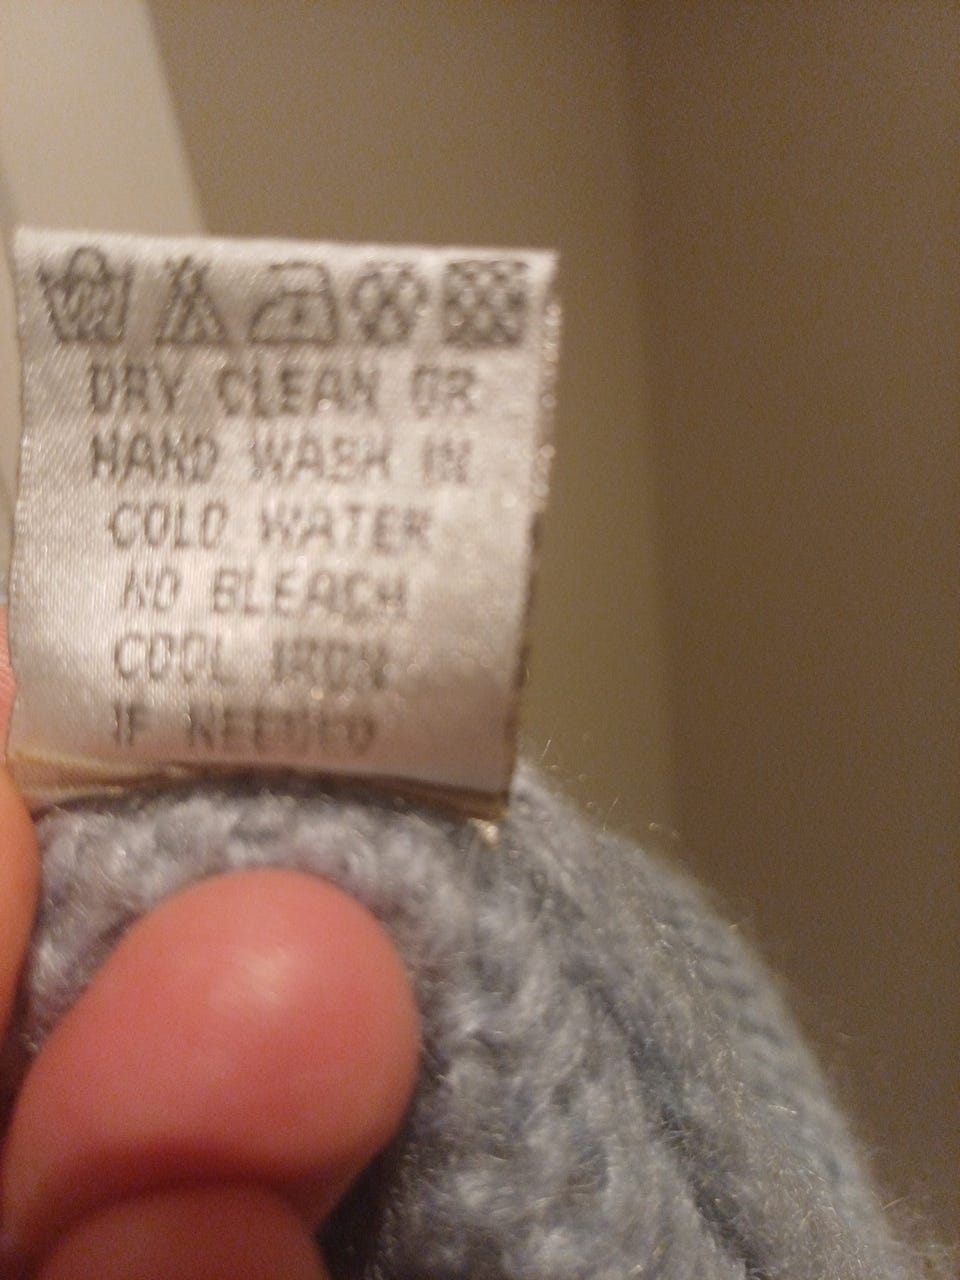 DRY CLEAN OR
HAND WASH IN
COLD WATER
NO BLEACH
COOL IRON
IF NEEDED